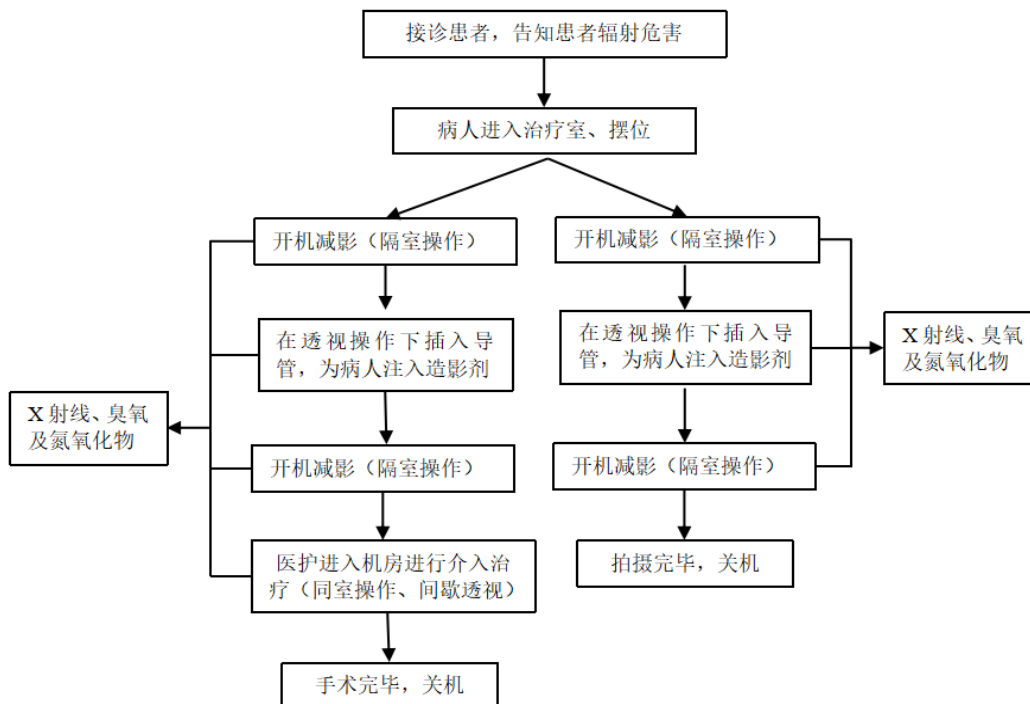 接诊患者，告知患者辐射危害
病人进入治疗室、摆位
开机减影（隔室操作）
开机减影（隔室操作）
在透视操作下插入导
管，为病人注入造影剂
在透视操作下插入导
管，为病人注入造影剂
X 射线、臭氧
及氮氧化物
X 射线、臭氧
及氮氧化物
开机减影（隔室操作）
开机减影（隔室操作）
医护进入机房进行介入治
疗（同室操作、间歇透视）
拍摄完毕，关机
手术完毕，关机